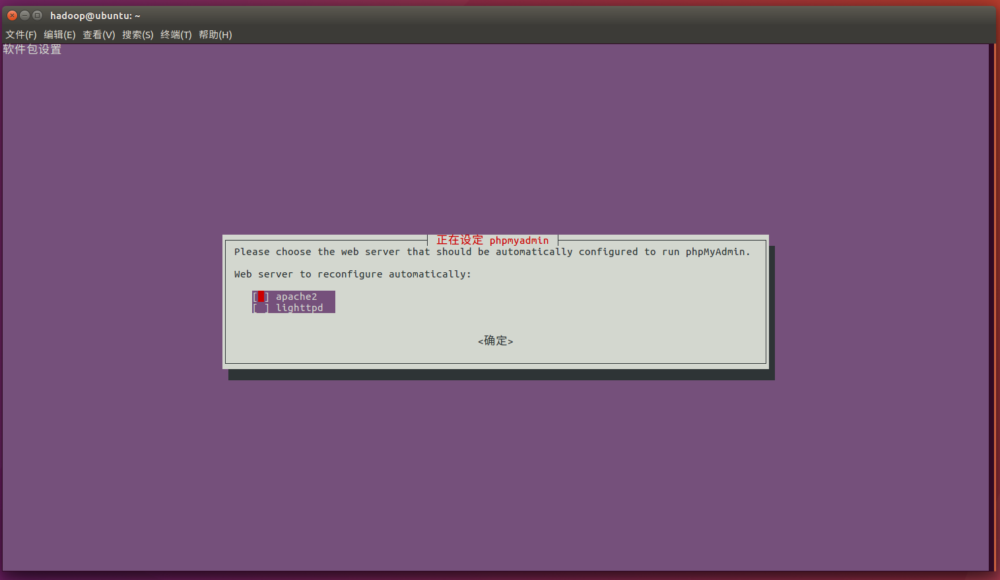 hadoop@ubuntu: ~
文件(F) 编辑(E) 查看(V) 搜索(S) 终端(T) 帮助(H)
软件包设置
正在设定 phpmyadmin
Please choose the web server that should be automatically configured to run phpMyAdmin.
Web server to reconfigure automatically:
[ ] apache2
[ ] lighttpd
<确定>